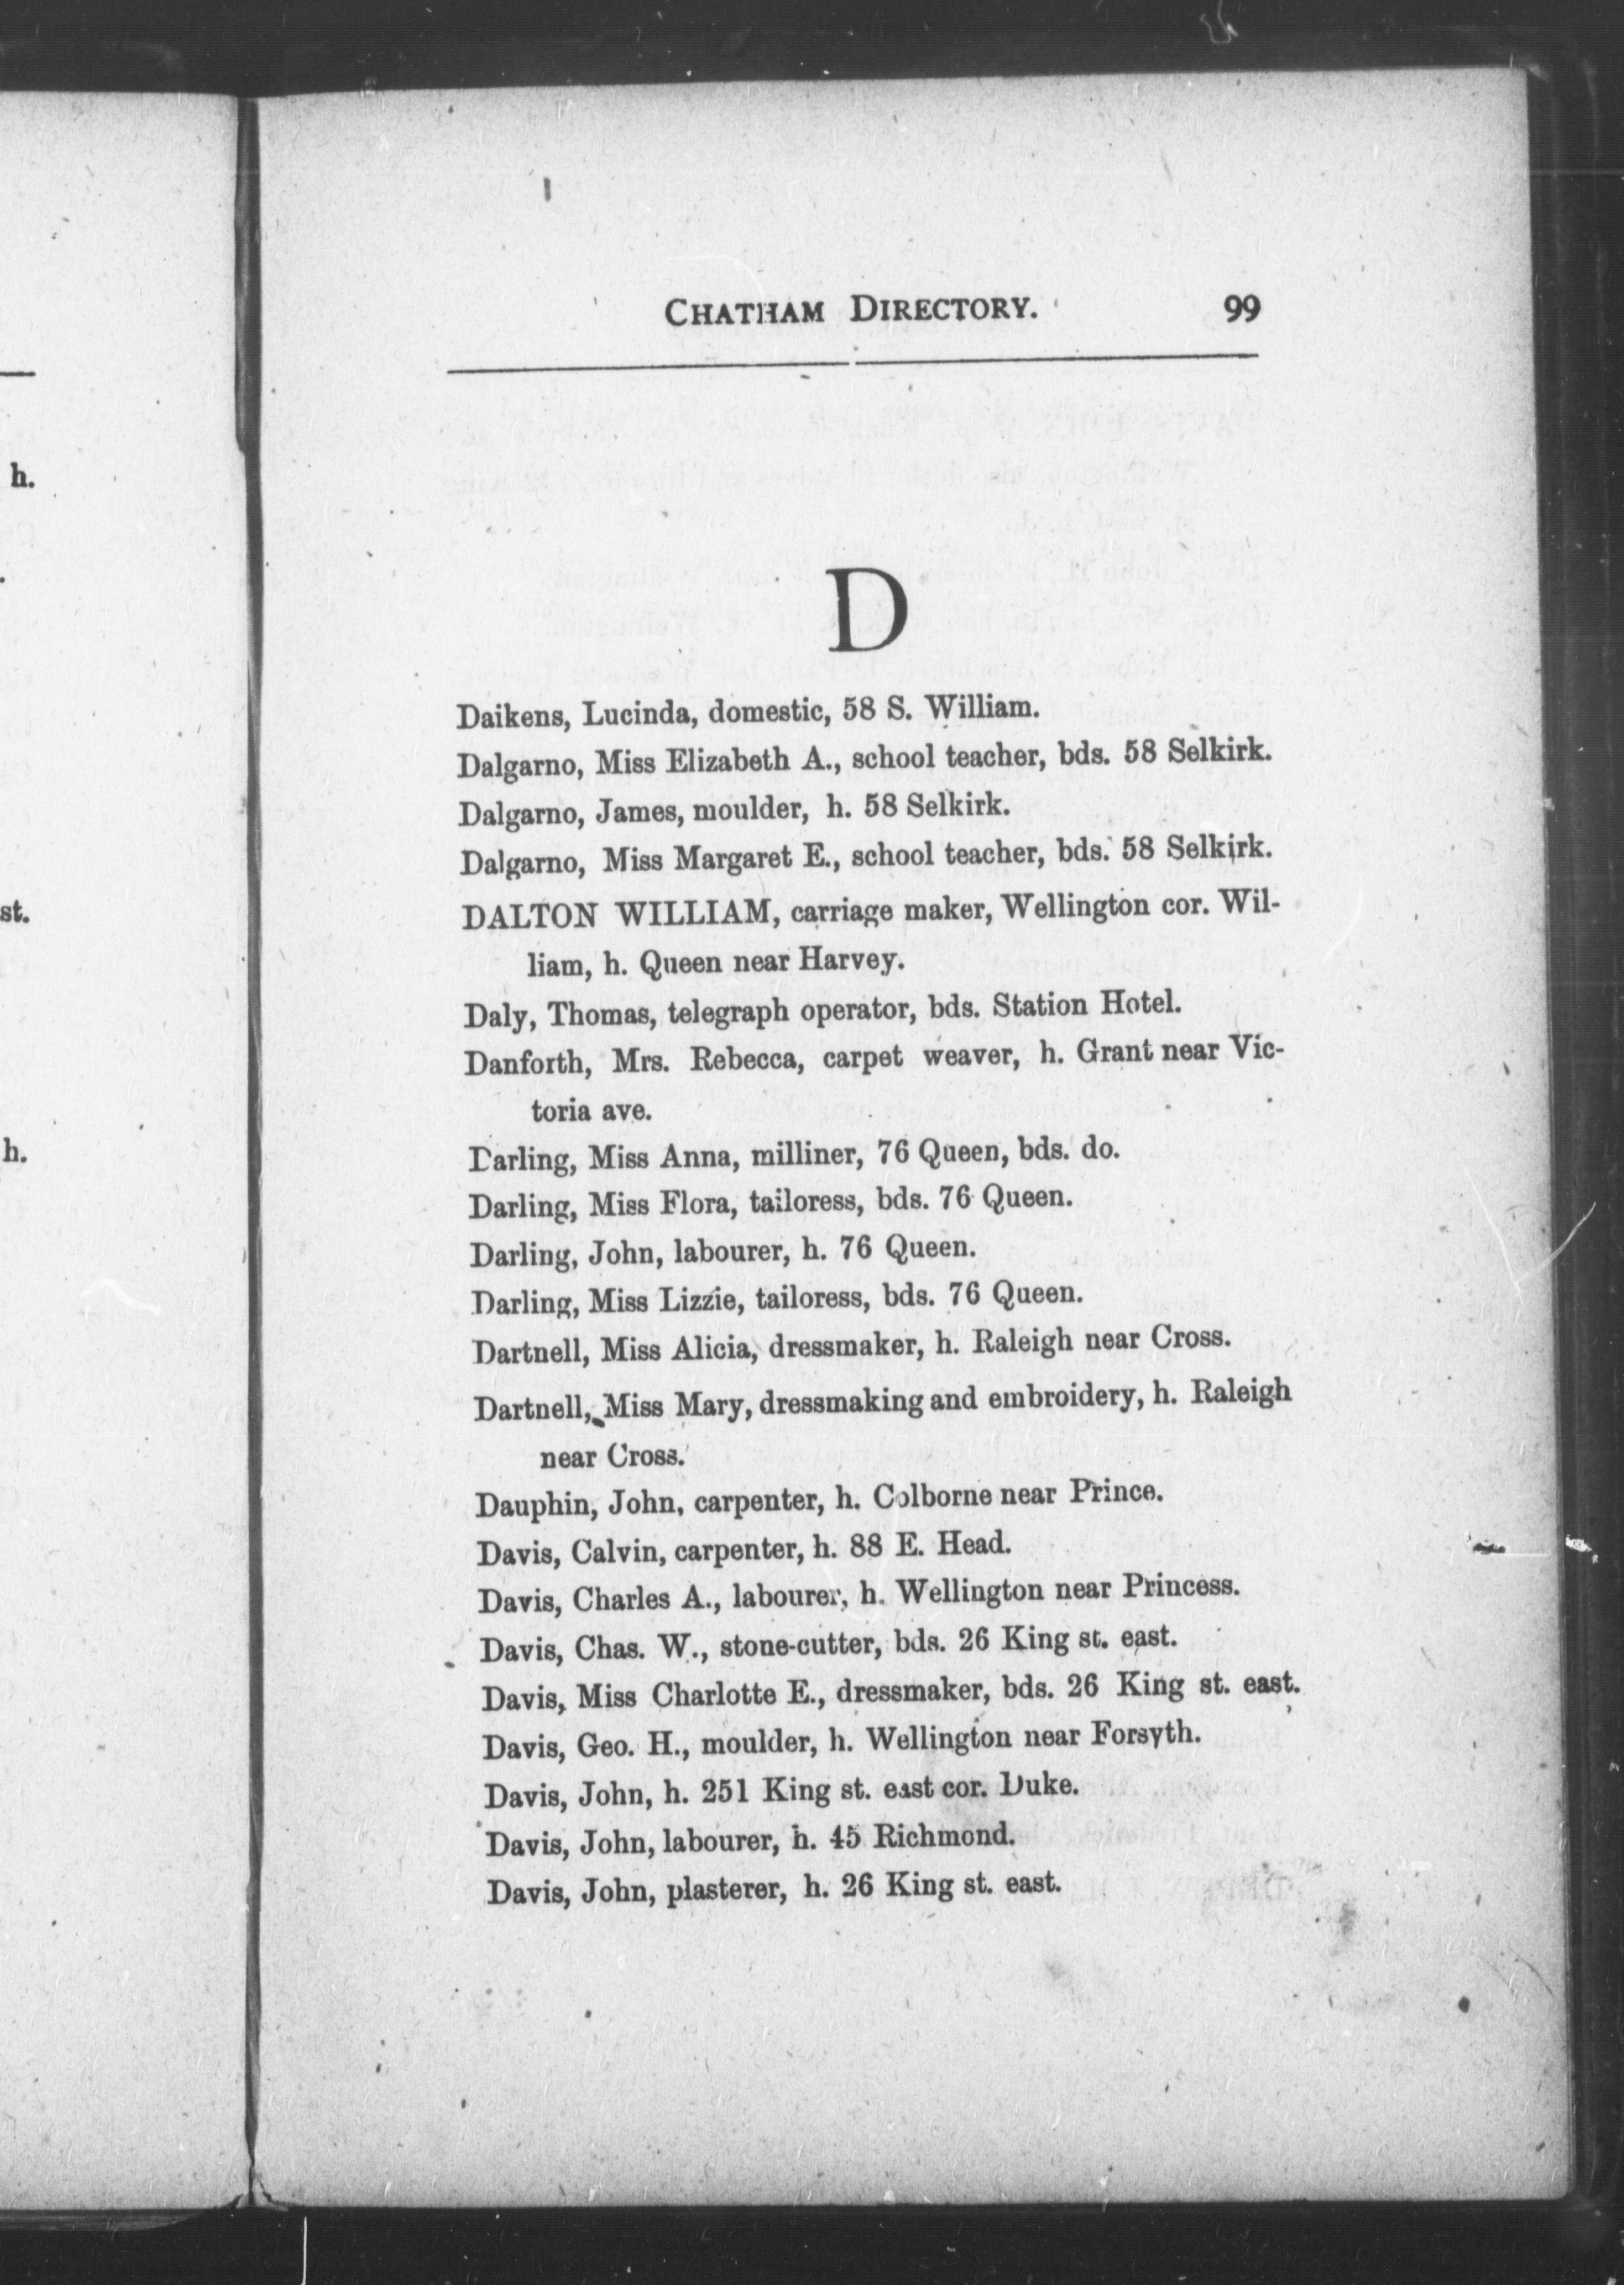 h.
st.
h.
CHATHAM DIRECTORY. 99
D
Daikens, Lucinda, domestic, 58 S. William.
Dalgarno, Miss Elizabeth A., school teacher, bds. 58 Selkirk.
Dalgarno, James, moulder, h. 58 Selkirk.
Dalgarno, Miss Margaret E., school teacher, bds. 58 Selkirk.
DALTON WILLIAM, carriage maker, Wellington cor. Wil-
liam, h. Queen near Harvey.
Daly, Thomas, telegraph operator, bds. Station Hotel.
Danforth, Mrs. Rebecca, carpet weaver, h. Grant near Vic-
toria ave.
Darling, Miss Anna, milliner, 76 Queen, bds. do.
Darling, Miss Flora, tailoress, bds. 76 Queen.
Darling, John, labourer, h. 76 Queen.
Darling, Miss Lizzie, tailoress, bds. 76 Queen.
Dartnell, Miss Alicia, dressmaker, h. Raleigh near Cross.
Dartnell, Miss Mary, dressmaking and embroidery, h. Raleigh
near Cross.
Dauphin, John, carpenter, h. Colborne near Prince.
Davis, Calvin, carpenter, h. 88 E. Head.
Davis, Charles A., labourer, h. Wellington near Princess.
Davis, Chas. W., stone-cutter, bds. 26 King st. east.
Davis, Miss Charlotte E., dressmaker, bds. 26 King st. east.
Davis, Geo. H., moulder, h. Wellington near Forsyth.
Davis, John, h. 251 King st. east cor. Duke.
Davis, John, labourer, h. 45 Richmond.
Davis, John, plasterer, h. 26 King st. east.